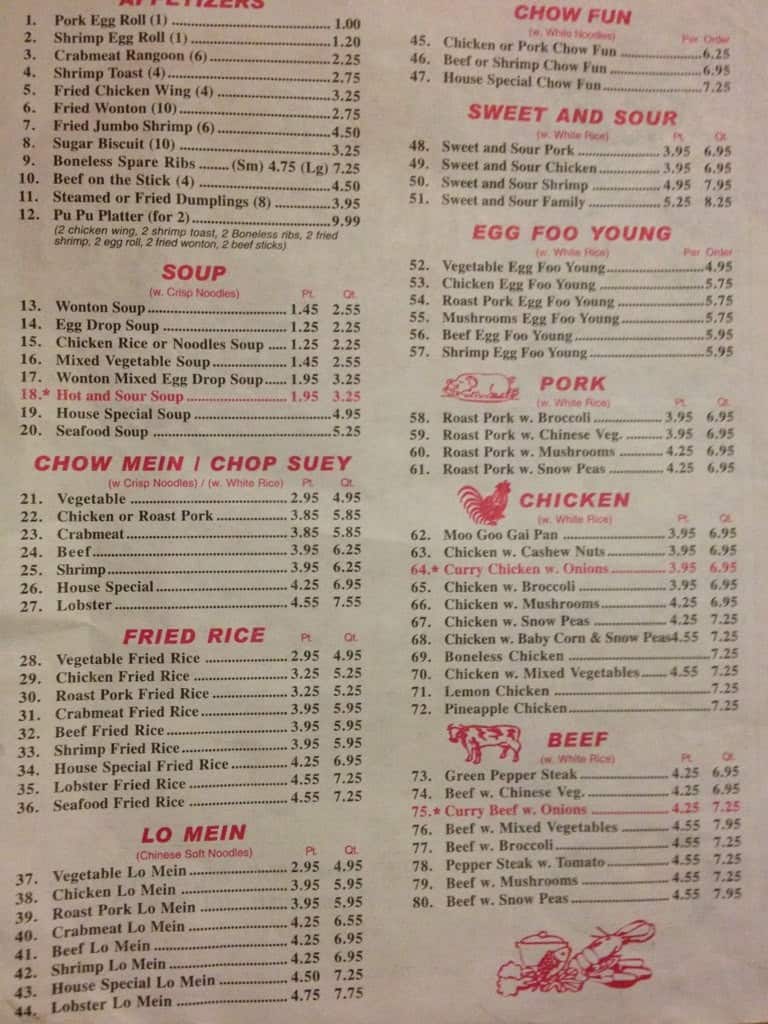 APPETIZERS
1. Pork Egg Roll (1) 1.00
2. Shrimp Egg Roll (1) 1.20
3. Crabmeat Rangoon (6) 2.25
4. Shrimp Toast (4) 2.75
5. Fried Chicken Wing (4) 3.25
6. Fried Wonton (10) 2.75
7. Fried Jumbo Shrimp (6) 4.50
8. Sugar Biscuit (10) 3.25
9. Boneless Spare Ribs (Sm) 4.75 (Lg) 7.25
10. Beef on the Stick (4) 4.50
11. Steamed or Fried Dumplings (8) 3.95
12. Pu Pu Platter (for 2) 9.99
(2 chicken wing, 2 shrimp toast, 2 Boneless ribs, 2 fried
shrimp, 2 egg roll, 2 fried wonton, 2 beef sticks)
SOUP
(w. Crisp Noodles) Pt. Qt.
13. Wonton Soup 1.45 2.55
14. Egg Drop Soup 1.25 2.25
15. Chicken Rice or Noodles Soup 1.25 2.25
16. Mixed Vegetable Soup 1.45 2.55
17. Wonton Mixed Egg Drop Soup 1.95 3.25
18.* Hot and Sour Soup 1.95 3.25
19. House Special Soup 4.95
20. Seafood Soup 5.25
CHOW MEIN / CHOP SUEY
(w Crisp Noodles) / (w. White Rice) Pt. Qt.
21. Vegetable 2.95 4.95
22. Chicken or Roast Pork 3.85 5.85
23. Crabmeat 3.85 5.85
24. Beef 3.95 6.25
25. Shrimp 3.95 6.25
26. House Special 4.25 6.95
27. Lobster 4.55 7.55
FRIED RICE Pt. Qt.
28. Vegetable Fried Rice 2.95 4.95
29. Chicken Fried Rice 3.25 5.25
30. Roast Pork Fried Rice 3.25 5.25
31. Crabmeat Fried Rice 3.95 5.95
32. Beef Fried Rice 3.95 5.95
33. Shrimp Fried Rice 3.95 5.95
34. House Special Fried Rice 4.25 6.95
35. Lobster Fried Rice 4.55 7.25
36. Seafood Fried Rice 4.55 7.25
LO MEIN
(Chinese Soft Noodles) Pt. Qt.
37. Vegetable Lo Mein 2.95 4.95
38. Chicken Lo Mein 3.95 5.95
39. Roast Pork Lo Mein 3.95 5.95
40. Crabmeat Lo Mein 4.25 6.55
41. Beef Lo Mein 4.25 6.95
42. Shrimp Lo Mein 4.25 6.95
43. House Special Lo Mein 4.50 7.25
44. Lobster Lo Mein 4.75 7.75
CHOW FUN
(w. White Noodles) Per Order
45. Chicken or Pork Chow Fun 6.25
46. Beef or Shrimp Chow Fun 6.95
47. House Special Chow Fun 7.25
SWEET AND SOUR
(w. White Rice) Pt. Qt.
48. Sweet and Sour Pork 3.95 6.95
49. Sweet and Sour Chicken 3.95 6.95
50. Sweet and Sour Shrimp 4.95 7.95
51. Sweet and Sour Family 5.25 8.25
EGG FOO YOUNG
(w. White Rice) Per Order
52. Vegetable Egg Foo Young 4.95
53. Chicken Egg Foo Young 5.75
54. Roast Pork Egg Foo Young 5.75
55. Mushrooms Egg Foo Young 5.75
56. Beef Egg Foo Young 5.95
57. Shrimp Egg Foo Young 5.95
PORK
(w. White Rice) Pt. Qt.
58. Roast Pork w. Broccoli 3.95 6.95
59. Roast Pork w. Chinese Veg. 3.95 6.95
60. Roast Pork w. Mushrooms 4.25 6.95
61. Roast Pork w. Snow Peas 4.25 6.95
CHICKEN
(w. White Rice) Pt. Qt.
62. Moo Goo Gai Pan 3.95 6.95
63. Chicken w. Cashew Nuts 3.95 6.95
64.* Curry Chicken w. Onions 3.95 6.95
65. Chicken w. Broccoli 3.95 6.95
66. Chicken w. Mushrooms 4.25 6.95
67. Chicken w. Snow Peas 4.25 7.25
68. Chicken w. Baby Corn & Snow Peas 4.55 7.25
69. Boneless Chicken 7.25
70. Chicken w. Mixed Vegetables 4.55 7.25
71. Lemon Chicken 7.25
72. Pineapple Chicken 7.25
BEEF
(w. White Rice) Pt. Qt.
73. Green Pepper Steak 4.25 6.95
74. Beef w. Chinese Veg. 4.25 6.95
75.* Curry Beef w. Onions 4.25 7.25
76. Beef w. Mixed Vegetables 4.55 7.95
77. Beef w. Broccoli 4.55 7.25
78. Pepper Steak w. Tomato 4.55 7.25
79. Beef w. Mushrooms 4.55 7.25
80. Beef w. Snow Peas 4.55 7.95